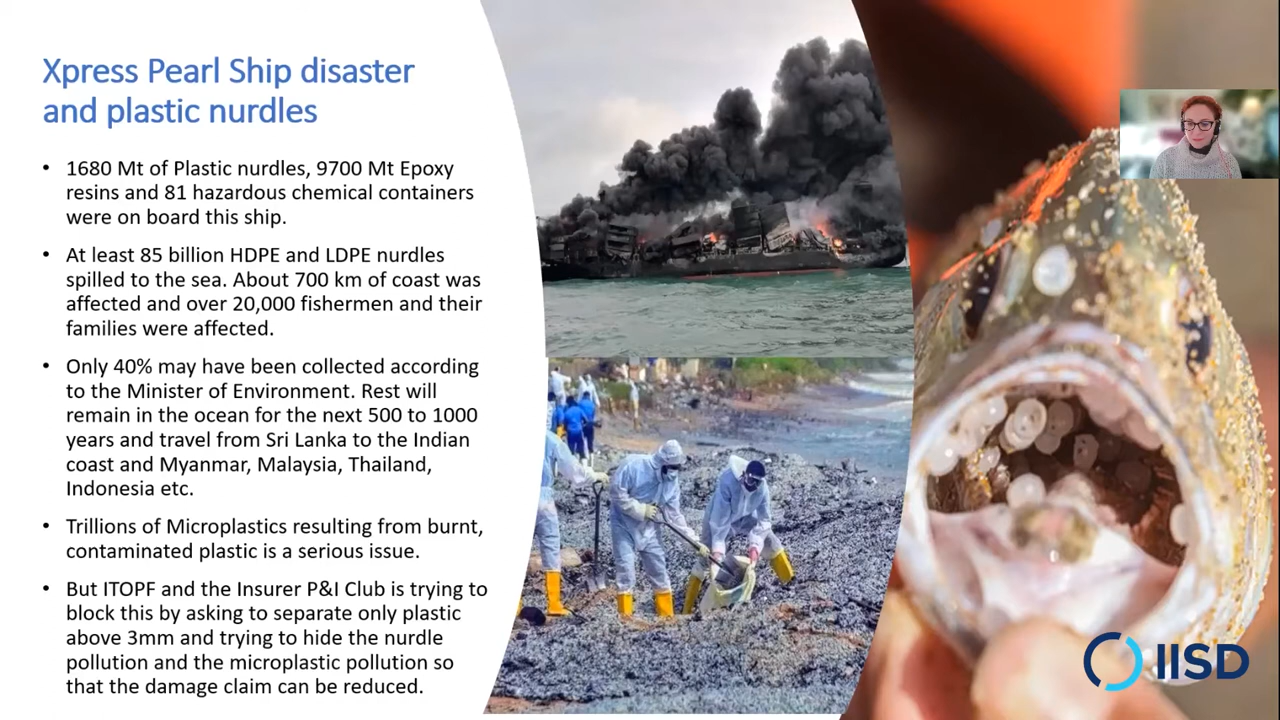 Xpress Pearl Ship disaster
and plastic nurdles
• 1680 Mt of Plastic nurdles, 9700 Mt Epoxy
resins and 81 hazardous chemical containers
were on board this ship.
• At least 85 billion HDPE and LDPE nurdles
spilled to the sea. About 700 km of coast was
affected and over 20,000 fishermen and their
families were affected.
• Only 40% may have been collected according
to the Minister of Environment. Rest will
remain in the ocean for the next 500 to 1000
years and travel from Sri Lanka to the Indian
coast and Myanmar, Malaysia, Thailand,
Indonesia etc.
• Trillions of Microplastics resulting from burnt,
contaminated plastic is a serious issue.
• But ITOPF and the Insurer P&I Club is trying to
block this by asking to separate only plastic
above 3mm and trying to hide the nurdle
pollution and the microplastic pollution so
that the damage claim can be reduced.
IISD